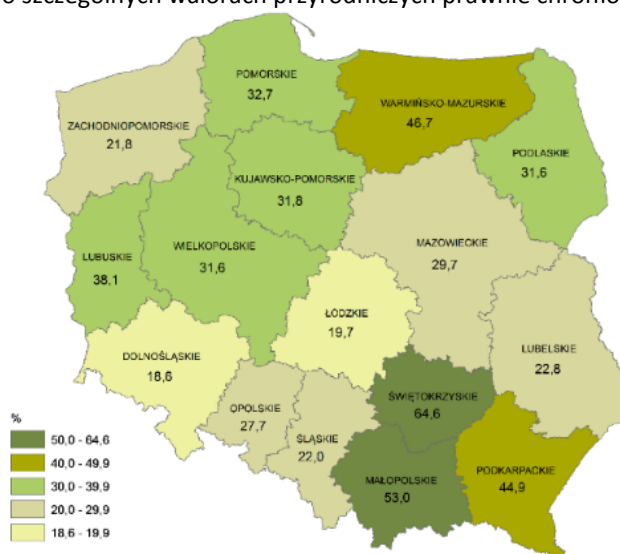 o szczególnych walorach przyrodniczych prawnie chronio
POMORSKIE
32,7
WARMIŃSKO-MAZURSKIE
46,7
ZACHODNIOPOMORSKIE
21,8
PODLASKIE
31,6
KUJAWSKO-POMORSKIE
31,8
WIELKOPOLSKIE
31,6
MAZOWIECKIE
29,7
LUBUSKIE
38,1
ŁÓDZKIE
19,7
DOLNOŚLĄSKIE
18,6
LUBELSKIE
22,8
ŚWIĘTOKRZYSKIE
64,6
OPOLSKIE
27,7
ŚLĄSKIE
22,0
PODKARPACKIE
44,9
MAŁOPOLSKIE
53,0
%
50,0 - 64,6
40,0 - 49,9
30,0 - 39,9
20,0 - 29,9
18,6 - 19,9